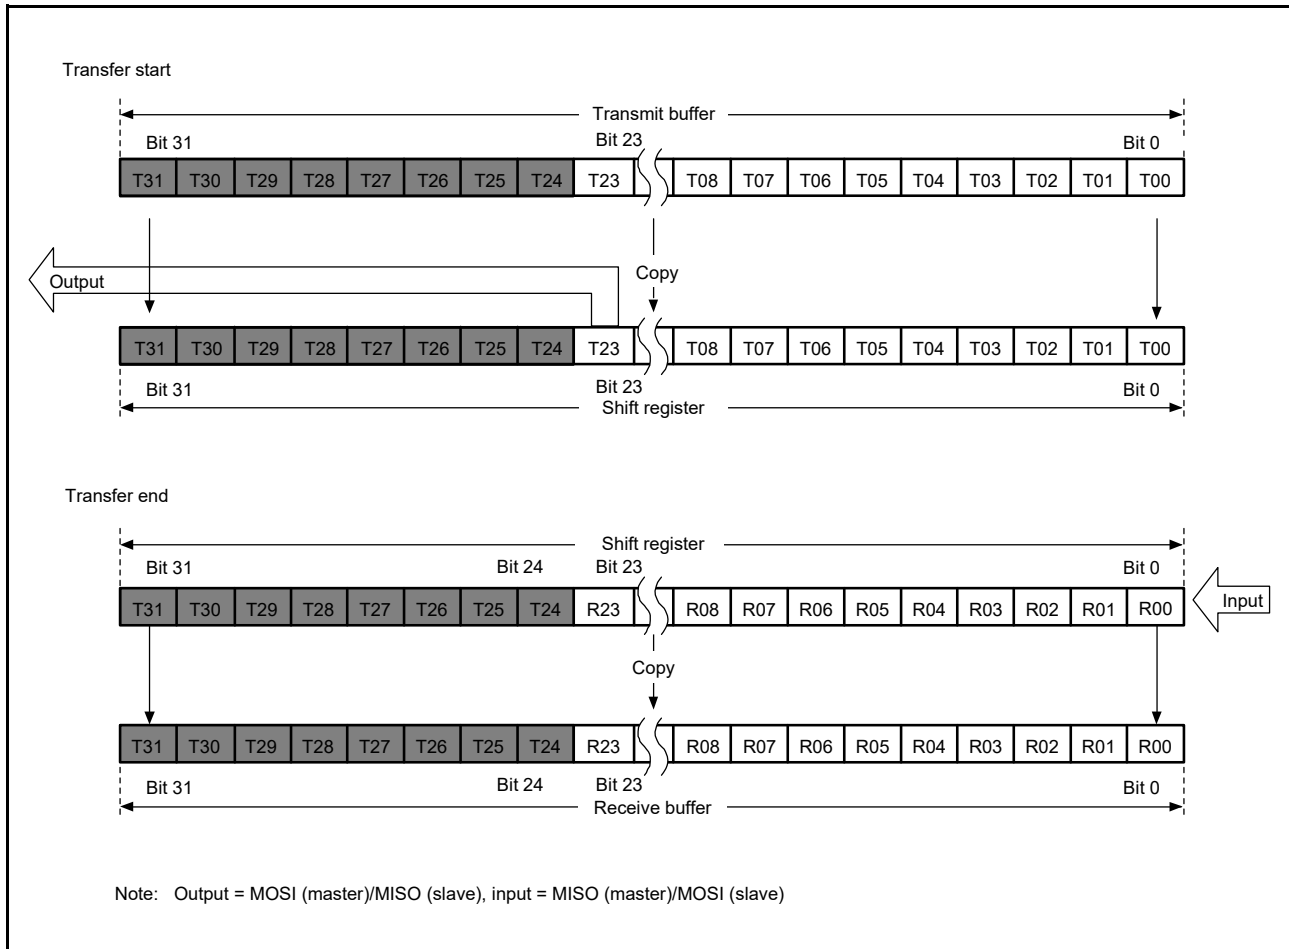 Transfer start
Transmit buffer
Bit 31 Bit 23 Bit 0
T31 T30 T29 T28 T27 T26 T25 T24 T23 T08 T07 T06 T05 T04 T03 T02 T01 T00
Output Copy
T31 T30 T29 T28 T27 T26 T25 T24 T23 T08 T07 T06 T05 T04 T03 T02 T01 T00
Bit 31 Bit 23 Bit 0
Shift register
Transfer end
Shift register
Bit 31 Bit 24 Bit 23 Bit 0
T31 T30 T29 T28 T27 T26 T25 T24 R23 R08 R07 R06 R05 R04 R03 R02 R01 R00 Input
Copy
T31 T30 T29 T28 T27 T26 T25 T24 R23 R08 R07 R06 R05 R04 R03 R02 R01 R00
Bit 31 Bit 24 Bit 23 Bit 0
Receive buffer
Note: Output = MOSI (master)/MISO (slave), input = MISO (master)/MOSI (slave)